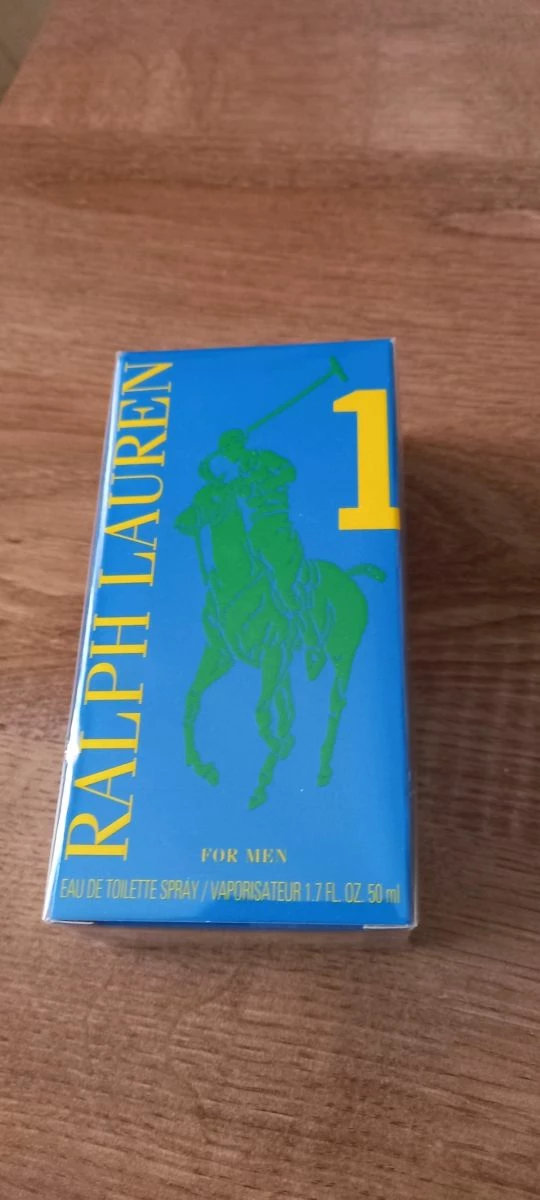 RALPH LAUREN
1
FOR MEN
EAU DE TOILETTE SPRAY / VAPORISATEUR 1.7 FL. OZ. 50 ml